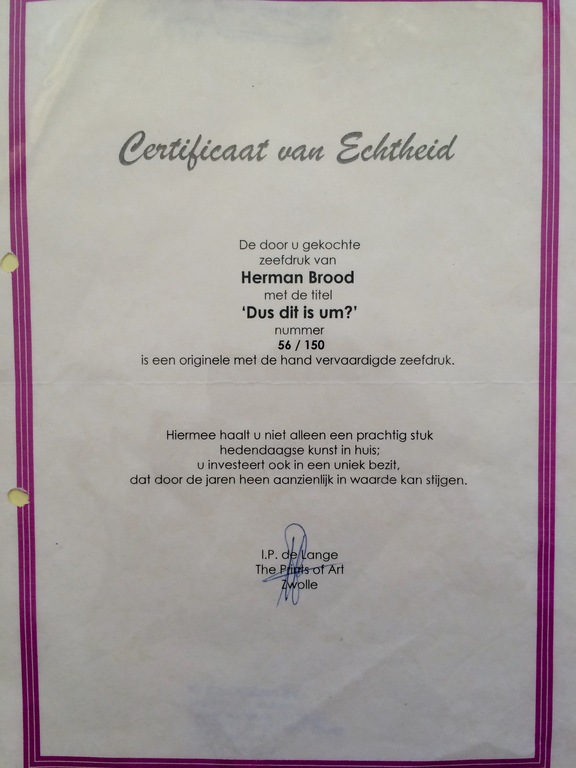 Certificaat van Echtheid
De door u gekochte
zeefdruk van
Herman Brood
met de titel
'Dus dit is um?'
nummer
56 / 150
is een originele met de hand vervaardigde zeefdruk.
Hiermee haalt u niet alleen een prachtig stuk
hedendaagse kunst in huis;
u investeert ook in een uniek bezit,
dat door de jaren heen aanzienlijk in waarde kan stijgen.
I.P. de Lange
The Prints of Art
Zwolle